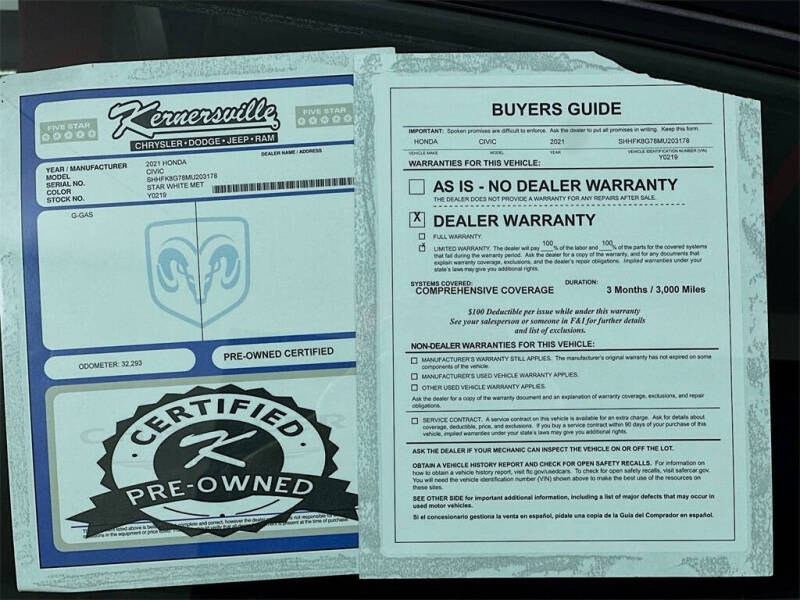 FIVE STAR
Kernersville
FIVE STAR
CHRYSLER • DODGE • JEEP • RAM
DEALER NAME / ADDRESS
YEAR / MANUFACTURER 2021 HONDA
MODEL CIVIC
SERIAL NO. SHHFK8G78MU203178
COLOR STAR WHITE MET
STOCK NO. Y0219
G-GAS
ODOMETER: 32,293
PRE-OWNED CERTIFIED
CERTIFIED
K
PRE-OWNED
BUYERS GUIDE
IMPORTANT: Spoken promises are difficult to enforce. Ask the dealer to put all promises in writing. Keep this form.
HONDA CIVIC 2021 SHHFK8G78MU203178
VEHICLE MAKE MODEL YEAR VEHICLE IDENTIFICATION NUMBER (VIN)
Y0219
WARRANTIES FOR THIS VEHICLE:
AS IS - NO DEALER WARRANTY
THE DEALER DOES NOT PROVIDE A WARRANTY FOR ANY REPAIRS AFTER SALE.
X DEALER WARRANTY
FULL WARRANTY.
X LIMITED WARRANTY. The dealer will pay 100 % of the labor and 100 % of the parts for the covered systems
that fail during the warranty period. Ask the dealer for a copy of the warranty, and for any documents that
explain warranty coverage, exclusions, and the dealer's repair obligations. Implied warranties under your
state's laws may give you additional rights.
SYSTEMS COVERED: DURATION:
COMPREHENSIVE COVERAGE 3 Months / 3,000 Miles
$100 Deductible per issue while under this warranty
See your salesperson or someone in F&I for further details
and list of exclusions.
NON-DEALER WARRANTIES FOR THIS VEHICLE:
MANUFACTURER'S WARRANTY STILL APPLIES. The manufacturer's original warranty has not expired on some
components of the vehicle.
MANUFACTURER'S USED VEHICLE WARRANTY APPLIES.
OTHER USED VEHICLE WARRANTY APPLIES.
Ask the dealer for a copy of the warranty document and an explanation of warranty coverage, exclusions, and repair
obligations.
SERVICE CONTRACT. A service contract on this vehicle is available for an extra charge. Ask for details about
coverage, deductible, price, and exclusions. If you buy a service contract within 90 days of your purchase of this
vehicle, implied warranties under your state's laws may give you additional rights.
ASK THE DEALER IF YOUR MECHANIC CAN INSPECT THE VEHICLE ON OR OFF THE LOT.
OBTAIN A VEHICLE HISTORY REPORT AND CHECK FOR OPEN SAFETY RECALLS. For information on
how to obtain a vehicle history report, visit ftc.gov/usedcars. To check for open safety recalls, visit safercar.gov.
You will need the vehicle identification number (VIN) shown above to make the best use of the resources on
these sites.
SEE OTHER SIDE for important additional information, including a list of major defects that may occur in
used motor vehicles.
Si el concesionario gestiona la venta en español, pídale una copia de la Guía del Comprador en español.